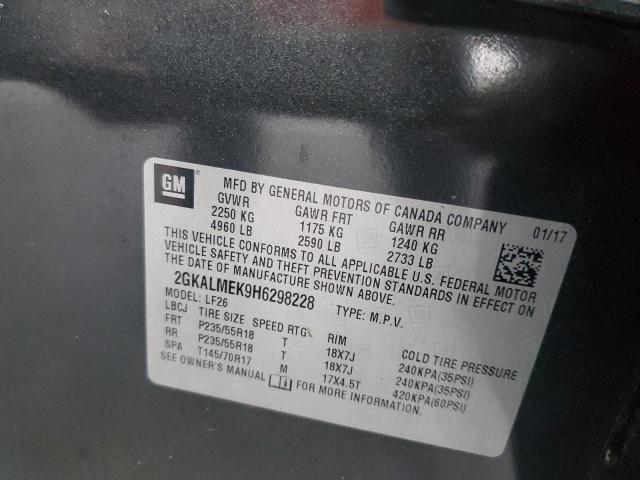 GM
MFD BY GENERAL MOTORS OF CANADA COMPANY
GVWR GAWR FRT GAWR RR 01/17
2250 KG 1175 KG 1240 KG
4960 LB 2590 LB 2733 LB
THIS VEHICLE CONFORMS TO ALL APPLICABLE U.S. FEDERAL MOTOR
VEHICLE SAFETY AND THEFT PREVENTION STANDARDS IN EFFECT ON
THE DATE OF MANUFACTURE SHOWN ABOVE.
2GKALMEK9H6298228 TYPE: M.P.V.
MODEL: LF26
LBCJ TIRE SIZE SPEED RTG RIM COLD TIRE PRESSURE
FRT P235/55R18 T 18X7J 240KPA(35PSI)
RR P235/55R18 T 18X7J 240KPA(35PSI)
SPA T145/70R17 M 17X4.5T 420KPA(60PSI)
SEE OWNER'S MANUAL FOR MORE INFORMATION.